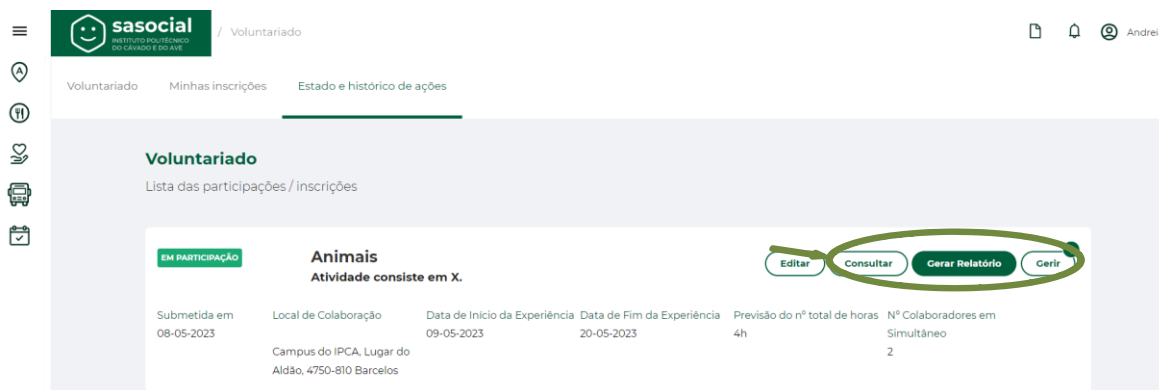 sasocial
INSTITUTO POLITÉCNICO
DO CÁVADO E DO AVE
/ Voluntariado
Andrei
Voluntariado Minhas inscrições Estado e histórico de ações
Voluntariado
Lista das participações / inscrições
EM PARTICIPAÇÃO
Animais
Atividade consiste em X.
Editar Consultar Gerar Relatório Gerir
Submetida em Local de Colaboração Data de Início da Experiência Data de Fim da Experiência Previsão do nº total de horas Nº Colaboradores em
08-05-2023 09-05-2023 20-05-2023 4h Simultâneo
Campus do IPCA, Lugar do 2
Aldão, 4750-810 Barcelos